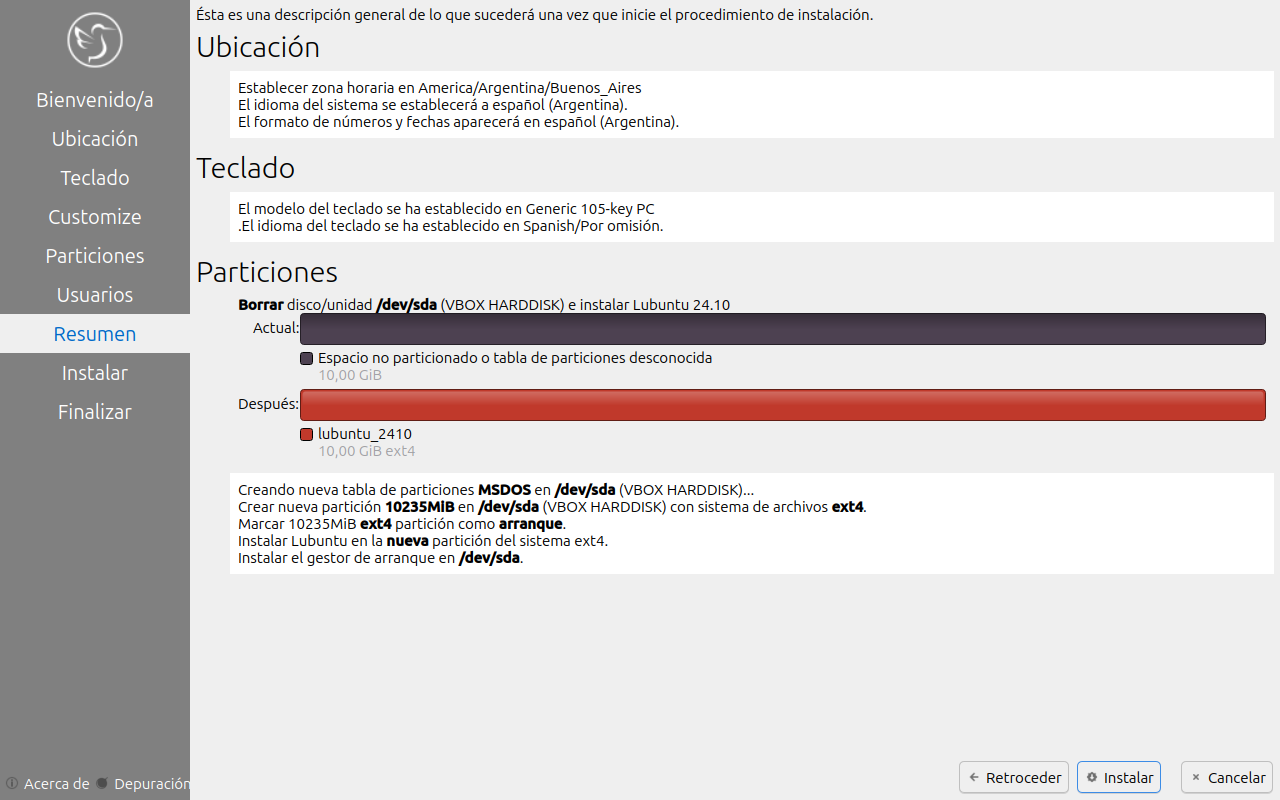 Bienvenido/a
Ubicación
Teclado
Customize
Particiones
Usuarios
Resumen
Instalar
Finalizar
Acerca de
Depuración
Ésta es una descripción general de lo que sucederá una vez que inicie el procedimiento de instalación.
Ubicación
Establecer zona horaria en America/Argentina/Buenos_Aires
El idioma del sistema se establecerá a español (Argentina).
El formato de números y fechas aparecerá en español (Argentina).
Teclado
El modelo del teclado se ha establecido en Generic 105-key PC
.El idioma del teclado se ha establecido en Spanish/Por omisión.
Particiones
Borrar disco/unidad /dev/sda (VBOX HARDDISK) e instalar Lubuntu 24.10
Actual:
Espacio no particionado o tabla de particiones desconocida
10,00 GiB
Después:
lubuntu_2410
10,00 GiB ext4
Creando nueva tabla de particiones MSDOS en /dev/sda (VBOX HARDDISK)...
Crear nueva partición 10235MiB en /dev/sda (VBOX HARDDISK) con sistema de archivos ext4.
Marcar 10235MiB ext4 partición como arranque.
Instalar Lubuntu en la nueva partición del sistema ext4.
Instalar el gestor de arranque en /dev/sda.
Retroceder
Instalar
Cancelar